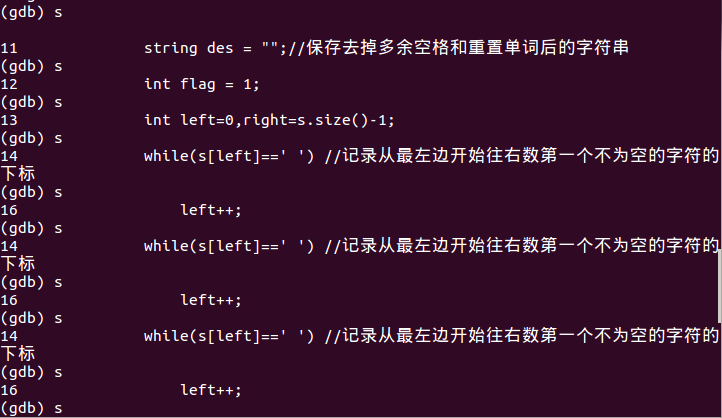 (gdb) s
11 string des = "";//保存去掉多余空格和重置单词后的字符串
(gdb) s
12 int flag = 1;
(gdb) s
13 int left=0,right=s.size()-1;
(gdb) s
14 while(s[left]==' ') //记录从最左边开始往右数第一个不为空的字符的
下标
(gdb) s
16 left++;
(gdb) s
14 while(s[left]==' ') //记录从最左边开始往右数第一个不为空的字符的
下标
(gdb) s
16 left++;
(gdb) s
14 while(s[left]==' ') //记录从最左边开始往右数第一个不为空的字符的
下标
(gdb) s
16 left++;
(gdb) s